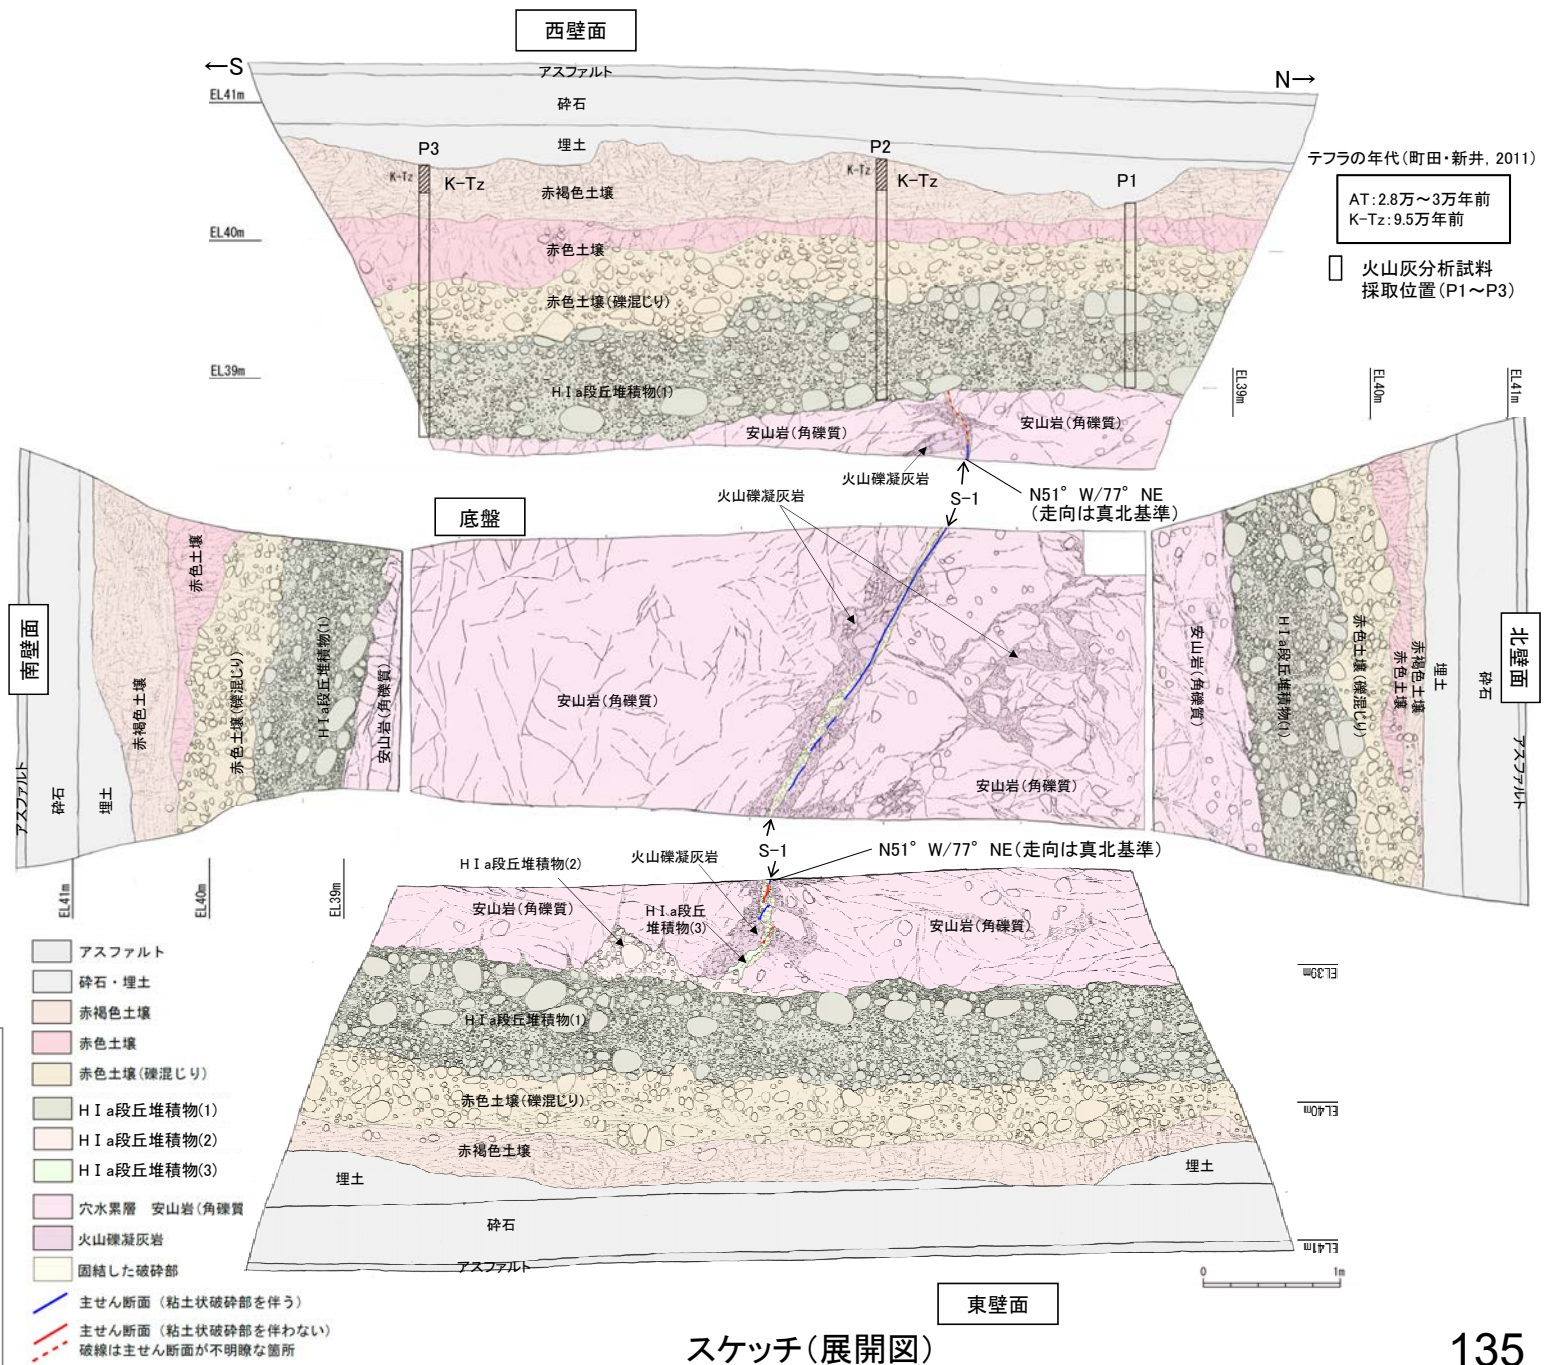 西壁面
←S
N→
アスファルト
EL41m
砕石
埋土
P3
P2
P1
K-Tz
K-Tz
K-Tz
K-Tz
赤褐色土壌
テフラの年代(町田・新井, 2011)
AT:2.8万～3万年前
K-Tz:9.5万年前
EL40m
赤色土壌
火山灰分析試料
採取位置(P1～P3)
赤色土壌(礫混じり)
EL39m
HⅠa段丘堆積物(1)
安山岩(角礫質)
安山岩(角礫質)
火山礫凝灰岩
EL39m
EL40m
EL41m
火山礫凝灰岩
S-1
N51°W/77°NE
(走向は真北基準)
底盤
南壁面
アスファルト
砕石
埋土
赤褐色土壌
赤色土壌
赤色土壌(礫混じり)
HⅠa段丘堆積物(1)
安山岩(角礫質)
安山岩(角礫質)
安山岩(角礫質)
安山岩(角礫質)
HⅠa段丘堆積物(1)
赤色土壌(礫混じり)
赤色土壌
赤褐色土壌
埋土
砕石
アスファルト
北壁面
EL41m
EL40m
EL39m
S-1
N51°W/77°NE(走向は真北基準)
HⅠa段丘堆積物(2)
火山礫凝灰岩
安山岩(角礫質)
HⅠa段丘
堆積物(3)
安山岩(角礫質)
EL39m
HⅠa段丘堆積物(1)
赤色土壌(礫混じり)
EL40m
赤褐色土壌
埋土
埋土
砕石
EL41m
アスファルト
アスファルト
砕石・埋土
赤褐色土壌
赤色土壌
赤色土壌(礫混じり)
HⅠa段丘堆積物(1)
HⅠa段丘堆積物(2)
HⅠa段丘堆積物(3)
穴水累層　安山岩(角礫質
火山礫凝灰岩
固結した破砕部
主せん断面（粘土状破砕部を伴う）
主せん断面（粘土状破砕部を伴わない）
破線は主せん断面が不明瞭な箇所
0 1m
東壁面
スケッチ(展開図)
135